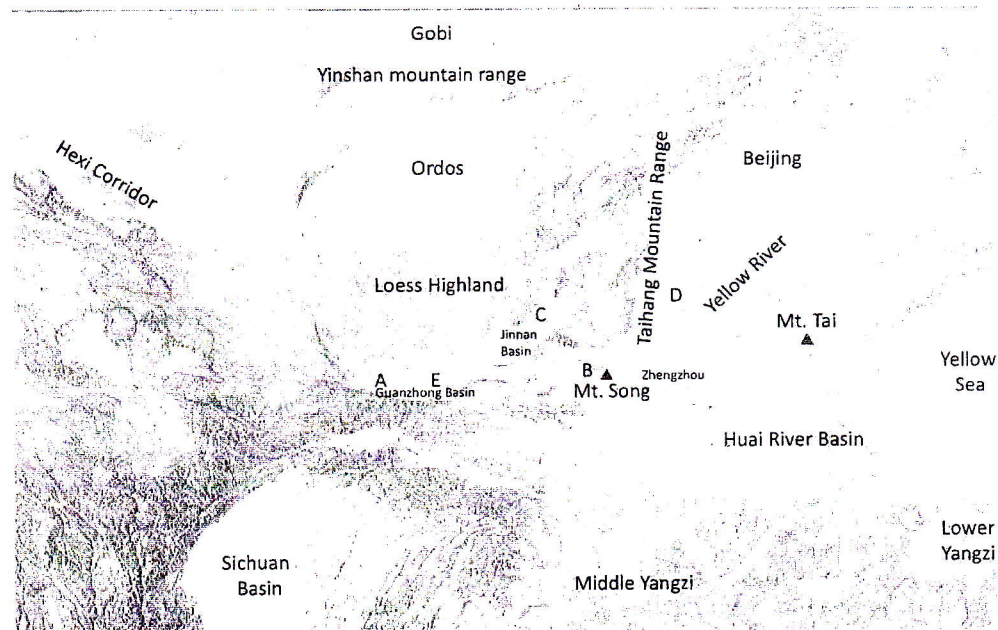 Gobi
Yinshan mountain range
Hexi Corridor
Ordos
Taihang Mountain Range
Beijing
Loess Highland
Yellow River
C
D
Jinnan
Basin
Mt. Tai
A
E
Guanzhong Basin
B
Mt. Song
Zhengzhou
Yellow
Sea
Huai River Basin
Sichuan
Basin
Middle Yangzi
Lower
Yangzi